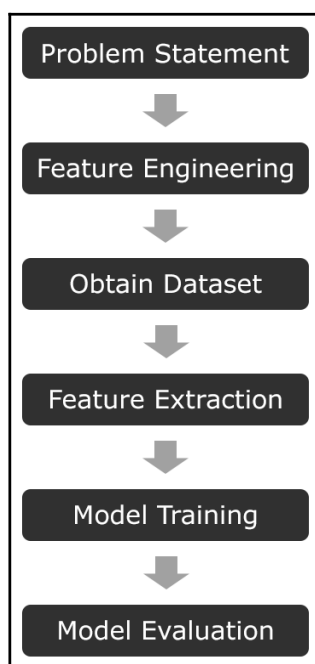 Problem Statement
Feature Engineering
Obtain Dataset
Feature Extraction
Model Training
Model Evaluation